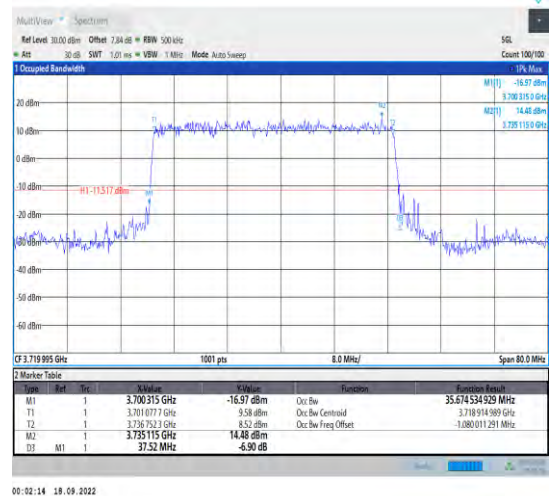 MultiView Spectrum
Ref Level 30.00 dBm Offset 7.84 dB RBW 500 kHz SGL
Att 30 dB SWT 1.01 ms VBW 1 MHz Mode Auto Sweep Count 100/100
1 Occupied Bandwidth 1Pk Max
M1[1] -16.97 dBm
3.700 315 0 GHz
M2[1] 14.48 dBm
3.735 115 0 GHz
20 dBm
10 dBm
0 dBm
-10 dBm
H1 -11.517 dBm
-20 dBm
-30 dBm
-40 dBm
-50 dBm
-60 dBm
T1
M2
T2
M1
D3
CF 3.719 995 GHz 1001 pts 8.0 MHz/ Span 80.0 MHz
2 Marker Table
Type Ref Trc X-Value Y-Value Function Function Result
M1 1 3.700 315 GHz -16.97 dBm Occ Bw 35.674 534 929 MHz
T1 1 3.701 077 7 GHz 9.58 dBm Occ Bw Centroid 3.718 914 989 GHz
T2 1 3.736 752 3 GHz 8.52 dBm Occ Bw Freq Offset -1.080 011 291 MHz
M2 1 3.735 115 GHz 14.48 dBm
D3 M1 1 37.52 MHz -6.90 dB
00:02:14 18.09.2022